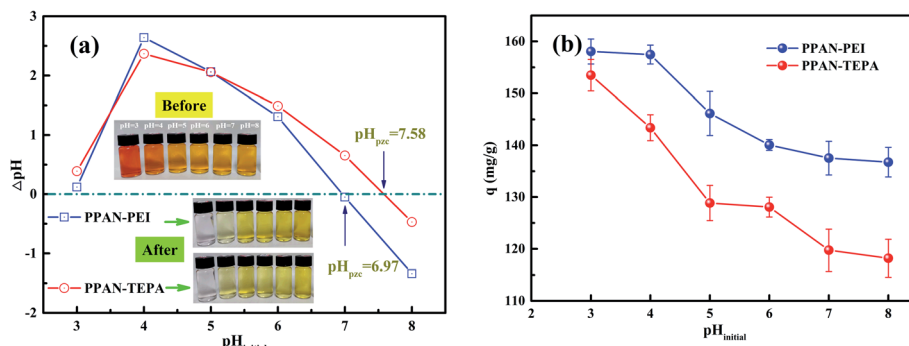 (a)
3
2
1
0
-1
-2
△pH
3 4 5 6 7 8
Before
pH=3 pH=4 pH=5 pH=6 pH=7 pH=8
pHpzc=7.58
PPAN-PEI
After
pHpzc=6.97
PPAN-TEPA
(b)
160
150
140
130
120
110
q (mg/g)
PPAN-PEI
PPAN-TEPA
2 3 4 5 6 7 8
pHinitial